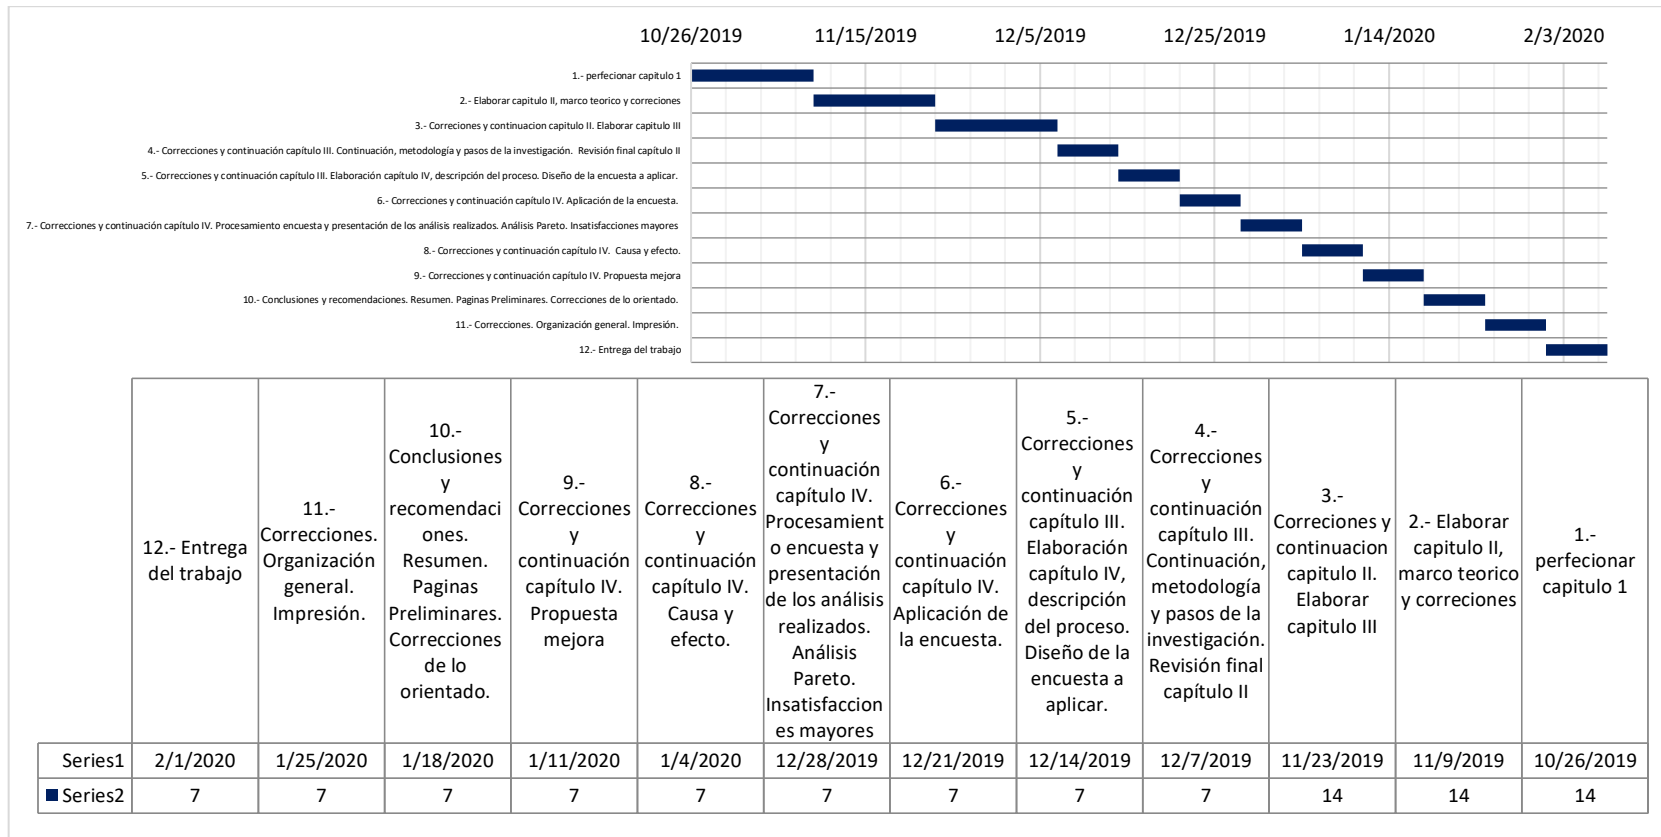 10/26/2019 11/15/2019 12/5/2019 12/25/2019 1/14/2020 2/3/2020
1.- perfecionar capitulo 1
2.- Elaborar capitulo II, marco teorico y correciones
3.- Correciones y continuacion capitulo II. Elaborar capitulo III
4.- Correcciones y continuación capítulo III. Continuación, metodología y pasos de la investigación. Revisión final capítulo II
5.- Correcciones y continuación capítulo III. Elaboración capítulo IV, descripción del proceso. Diseño de la encuesta a aplicar.
6.- Correcciones y continuación capítulo IV. Aplicación de la encuesta.
7.- Correcciones y continuación capítulo IV. Procesamiento encuesta y presentación de los análisis realizados. Análisis Pareto. Insatisfacciones mayores
8.- Correcciones y continuación capítulo IV. Causa y efecto.
9.- Correcciones y continuación capítulo IV. Propuesta mejora
10.- Conclusiones y recomendaciones. Resumen. Paginas Preliminares. Correcciones de lo orientado.
11.- Correcciones. Organización general. Impresión.
12.- Entrega del trabajo
12.- Entrega
del trabajo
11.-
Correcciones.
Organización
general.
Impresión.
10.-
Conclusiones
y
recomendaci
ones.
Resumen.
Paginas
Preliminares.
Correcciones
de lo
orientado.
9.-
Correcciones
y
continuación
capítulo IV.
Propuesta
mejora
8.-
Correcciones
y
continuación
capítulo IV.
Causa y
efecto.
7.-
Correcciones
y
continuación
capítulo IV.
Procesamient
o encuesta y
presentación
de los análisis
realizados.
Análisis
Pareto.
Insatisfaccion
es mayores
6.-
Correcciones
y
continuación
capítulo IV.
Aplicación de
la encuesta.
5.-
Correcciones
y
continuación
capítulo III.
Elaboración
capítulo IV,
descripción
del proceso.
Diseño de la
encuesta a
aplicar.
4.-
Correcciones
y
continuación
capítulo III.
Continuación,
metodología
y pasos de la
investigación.
Revisión final
capítulo II
3.-
Correciones y
continuacion
capitulo II.
Elaborar
capitulo III
2.- Elaborar
capitulo II,
marco teorico
y correciones
1.-
perfecionar
capitulo 1
Series1 2/1/2020 1/25/2020 1/18/2020 1/11/2020 1/4/2020 12/28/2019 12/21/2019 12/14/2019 12/7/2019 11/23/2019 11/9/2019 10/26/2019
Series2 7 7 7 7 7 7 7 7 7 14 14 14